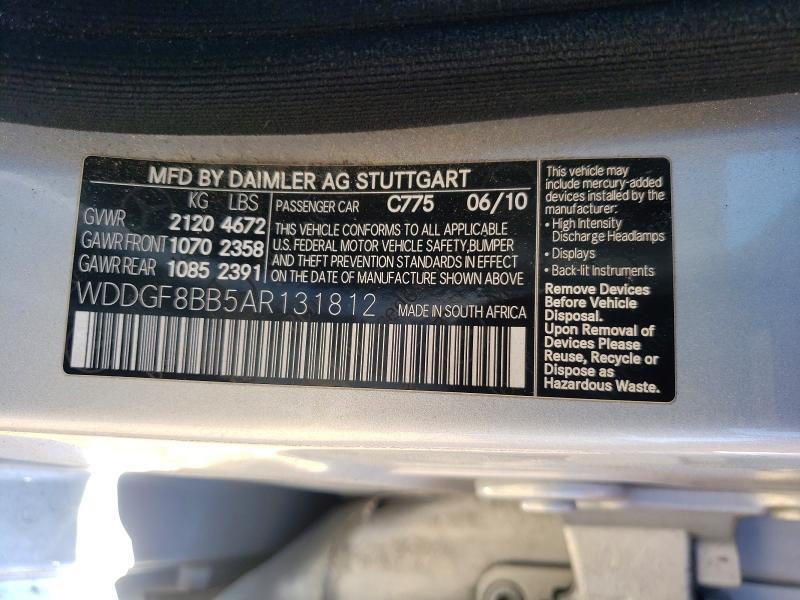 MFD BY DAIMLER AG STUTTGART
KG LBS
GVWR 2120 4672
GAWR FRONT 1070 2358
GAWR REAR 1085 2391
PASSENGER CAR C775 06/10
THIS VEHICLE CONFORMS TO ALL APPLICABLE
U.S. FEDERAL MOTOR VEHICLE SAFETY,BUMPER
AND THEFT PREVENTION STANDARDS IN EFFECT
ON THE DATE OF MANUFACTURE SHOWN ABOVE
WDDGF8BB5AR131812 MADE IN SOUTH AFRICA
This vehicle may
include mercury-added
devices installed by the
manufacturer:
• High Intensity
Discharge Headlamps
• Displays
• Back-lit Instruments
Remove Devices
Before Vehicle
Disposal.
Upon Removal of
Devices Please
Reuse, Recycle or
Dispose as
Hazardous Waste.